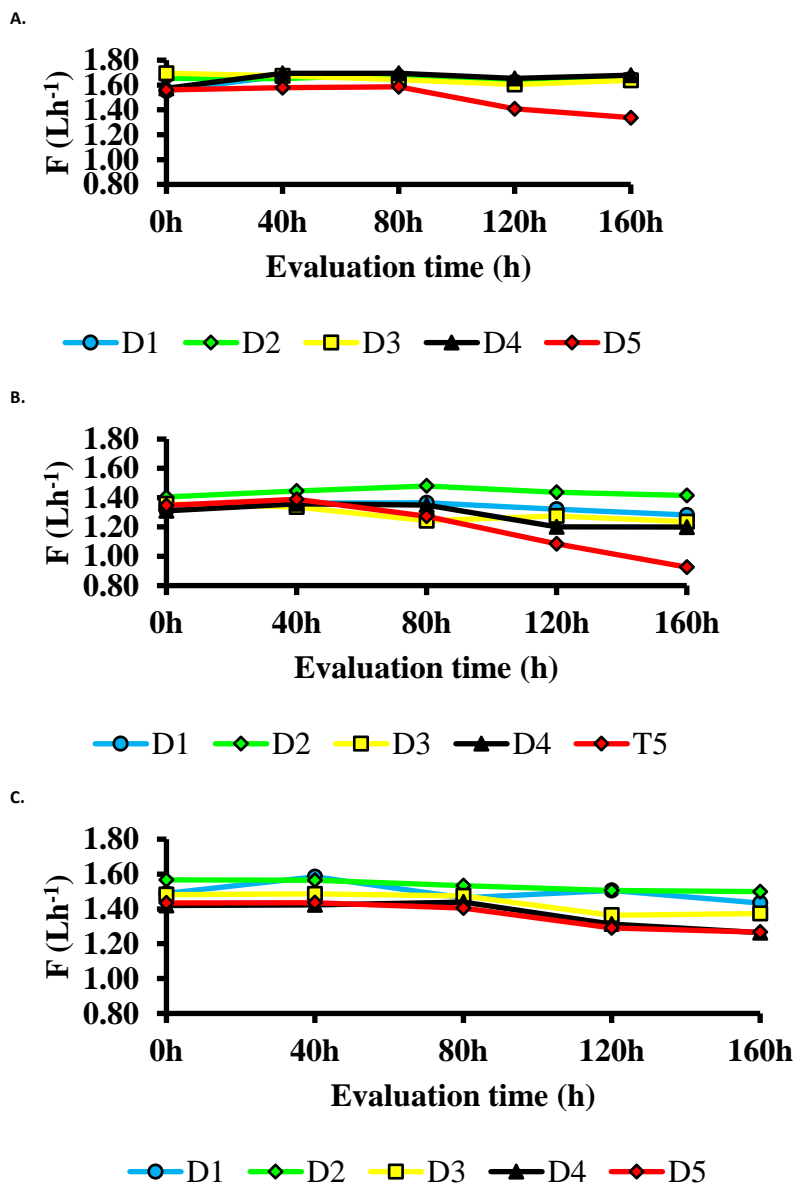 A.
F (Lh-1)
1.80
1.60
1.40
1.20
1.00
0.80
0h 40h 80h 120h 160h
Evaluation time (h)
D1 D2 D3 D4 D5
B.
F (Lh-1)
1.80
1.60
1.40
1.20
1.00
0.80
0h 40h 80h 120h 160h
Evaluation time (h)
D1 D2 D3 D4 T5
C.
F (Lh-1)
1.80
1.60
1.40
1.20
1.00
0.80
0h 40h 80h 120h 160h
Evaluation time (h)
D1 D2 D3 D4 D5